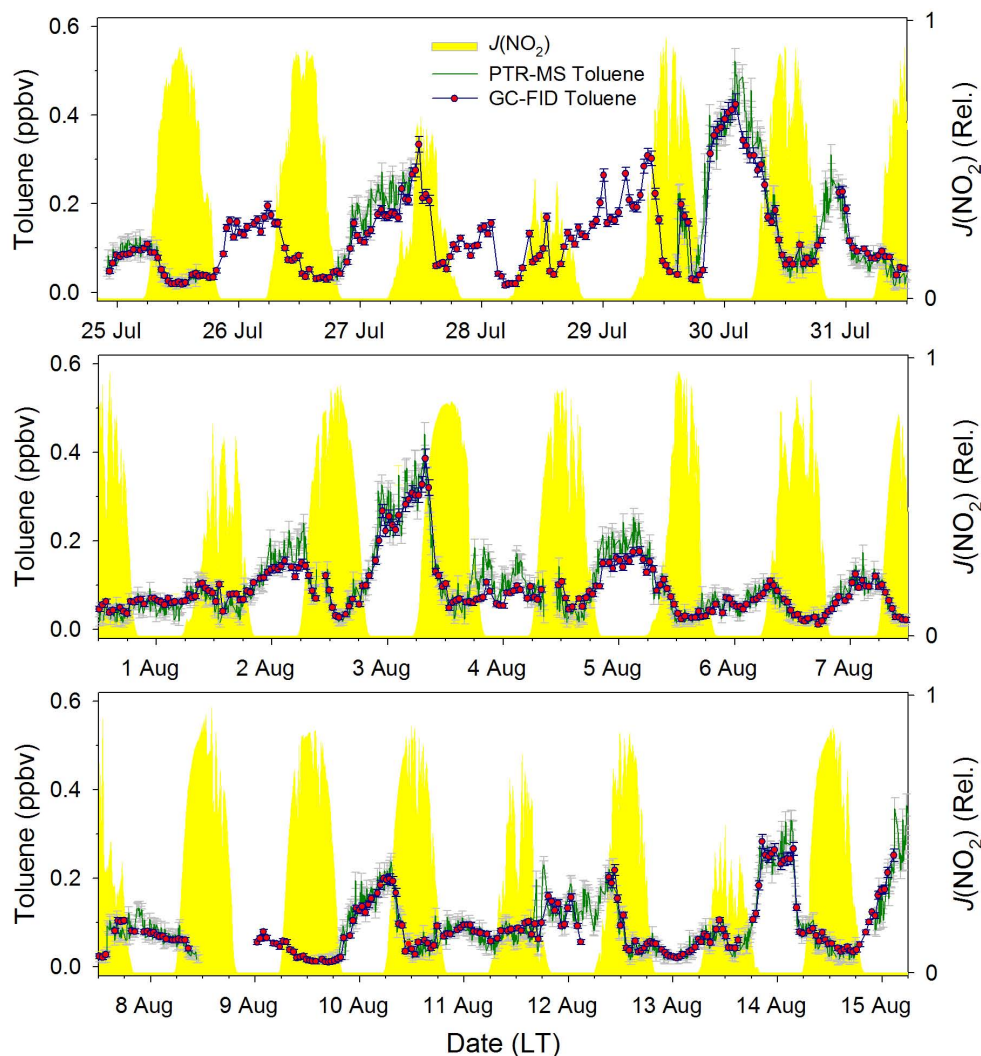 0.6
0.4
0.2
0.0
Toluene (ppbv)
J(NO2)
PTR-MS Toluene
GC-FID Toluene
1
0
J(NO2) (Rel.)
25 Jul 26 Jul 27 Jul 28 Jul 29 Jul 30 Jul 31 Jul
0.6
0.4
0.2
0.0
Toluene (ppbv)
1
0
J(NO2) (Rel.)
1 Aug 2 Aug 3 Aug 4 Aug 5 Aug 6 Aug 7 Aug
0.6
0.4
0.2
0.0
Toluene (ppbv)
1
0
J(NO2) (Rel.)
8 Aug 9 Aug 10 Aug 11 Aug 12 Aug 13 Aug 14 Aug 15 Aug
Date (LT)